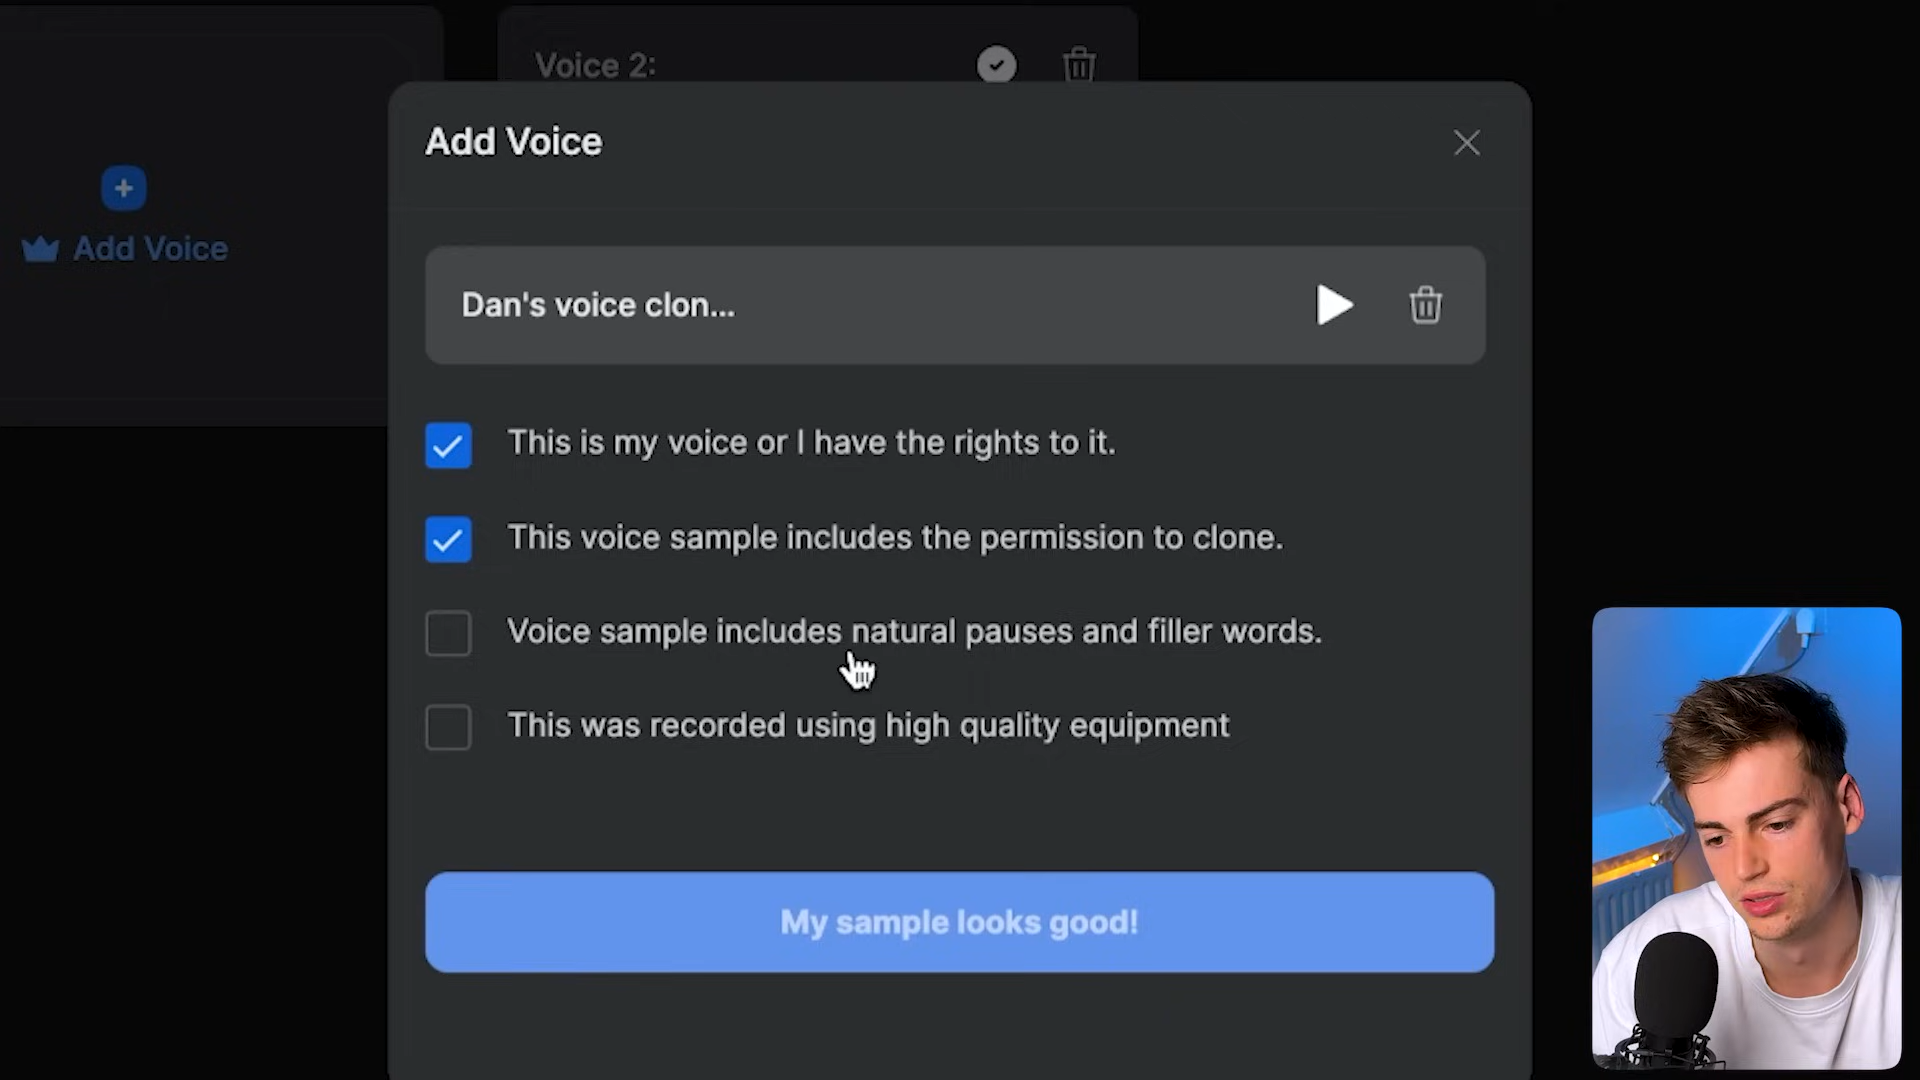 Voice 2:
Add Voice
Add Voice
Dan's voice clon...
This is my voice or I have the rights to it.
This voice sample includes the permission to clone.
Voice sample includes natural pauses and filler words.
This was recorded using high quality equipment
My sample looks good!